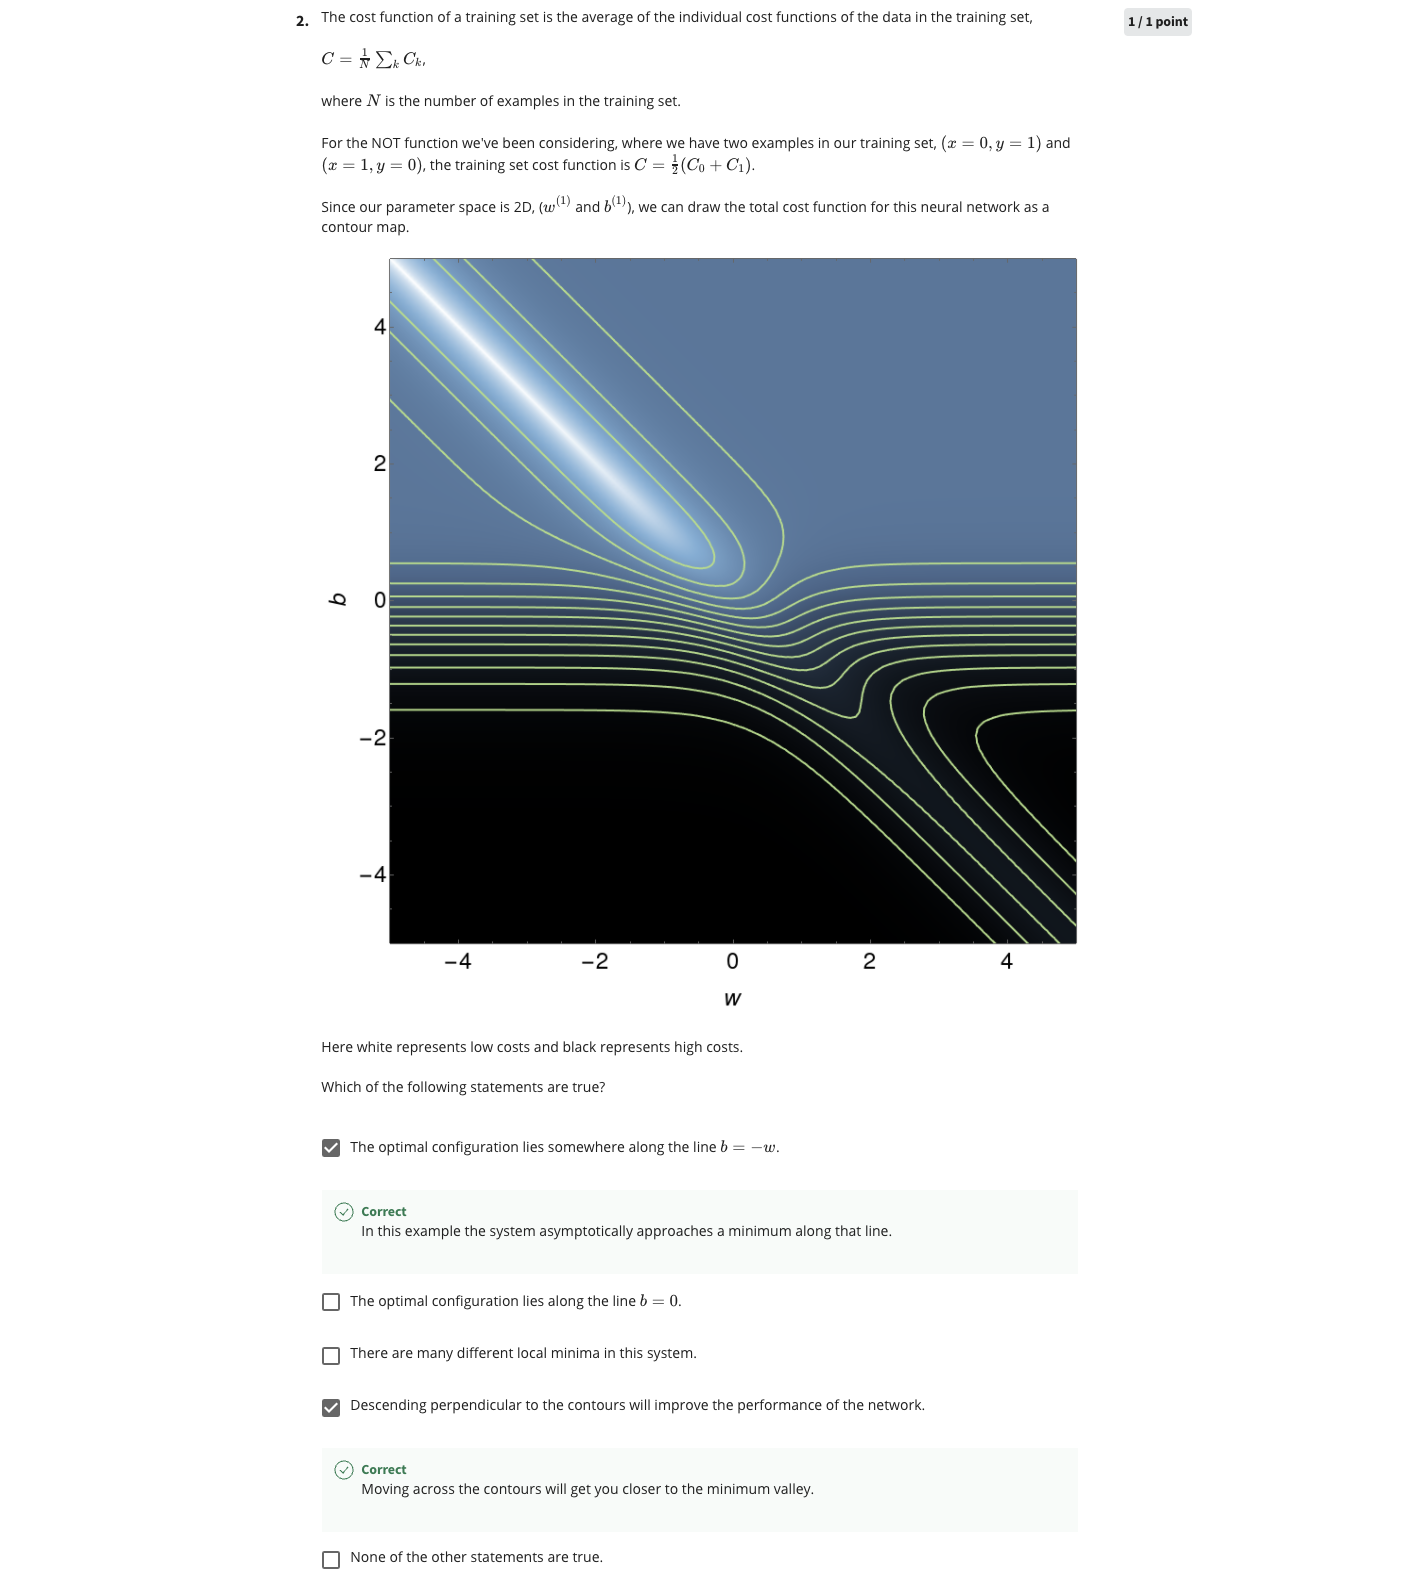 2. The cost function of a training set is the average of the individual cost functions of the data in the training set,
1 / 1 point
C = 1/N ∑_k C_k,
where N is the number of examples in the training set.
For the NOT function we've been considering, where we have two examples in our training set, (x = 0, y = 1) and
(x = 1, y = 0), the training set cost function is C = 1/2(C_0 + C_1).
Since our parameter space is 2D, (w^(1) and b^(1)), we can draw the total cost function for this neural network as a
contour map.
4
2
b
0
−2
−4
−4 −2 0 2 4
w
Here white represents low costs and black represents high costs.
Which of the following statements are true?
The optimal configuration lies somewhere along the line b = −w.
Correct
In this example the system asymptotically approaches a minimum along that line.
The optimal configuration lies along the line b = 0.
There are many different local minima in this system.
Descending perpendicular to the contours will improve the performance of the network.
Correct
Moving across the contours will get you closer to the minimum valley.
None of the other statements are true.